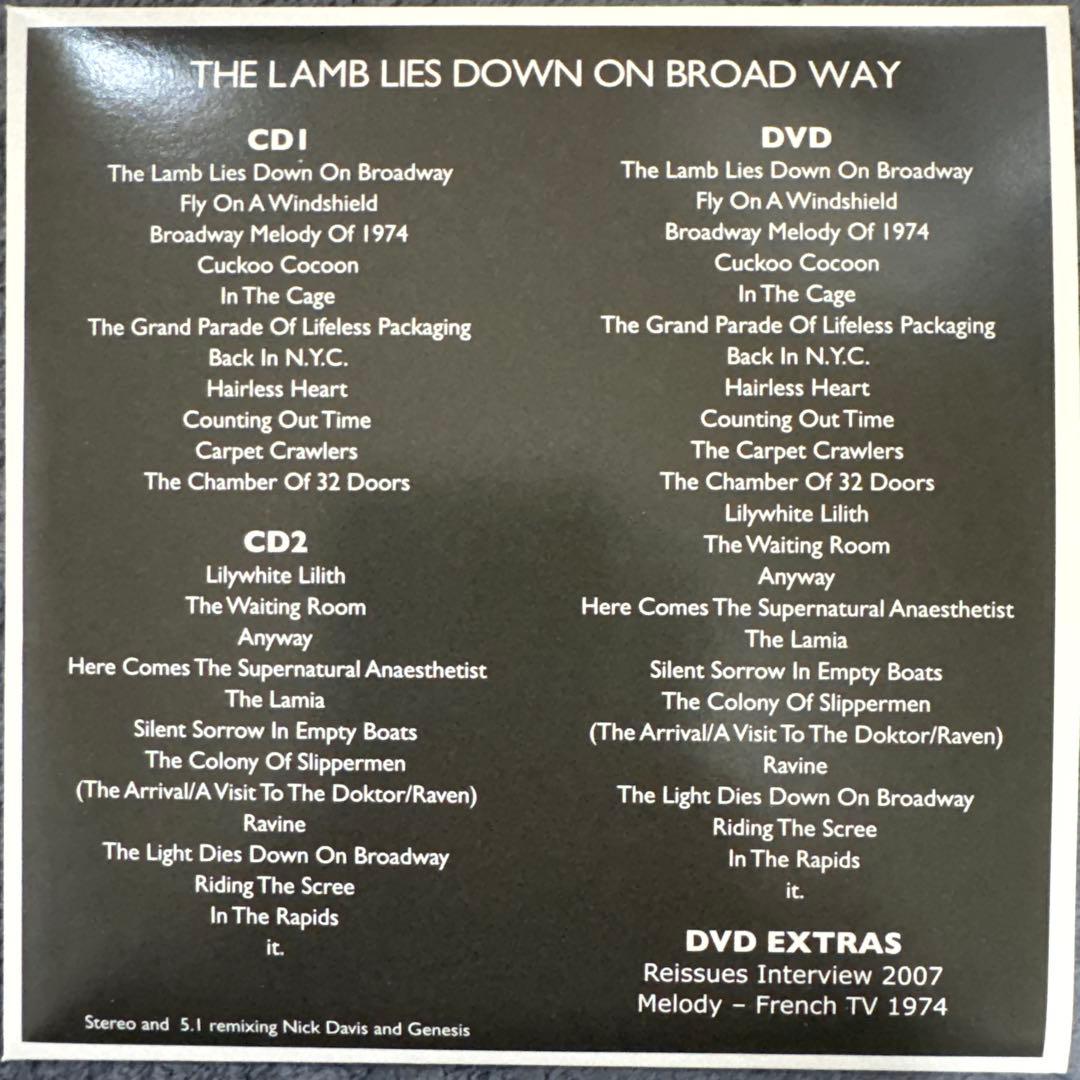 THE LAMB LIES DOWN ON BROAD WAY
CD1
The Lamb Lies Down On Broadway
Fly On A Windshield
Broadway Melody Of 1974
Cuckoo Cocoon
In The Cage
The Grand Parade Of Lifeless Packaging
Back In N.Y.C.
Hairless Heart
Counting Out Time
Carpet Crawlers
The Chamber Of 32 Doors
CD2
Lilywhite Lilith
The Waiting Room
Anyway
Here Comes The Supernatural Anaesthetist
The Lamia
Silent Sorrow In Empty Boats
The Colony Of Slippermen
(The Arrival/A Visit To The Doktor/Raven)
Ravine
The Light Dies Down On Broadway
Riding The Scree
In The Rapids
it.
Stereo and 5.1 remixing Nick Davis and Genesis
DVD
The Lamb Lies Down On Broadway
Fly On A Windshield
Broadway Melody Of 1974
Cuckoo Cocoon
In The Cage
The Grand Parade Of Lifeless Packaging
Back In N.Y.C.
Hairless Heart
Counting Out Time
The Carpet Crawlers
The Chamber Of 32 Doors
Lilywhite Lilith
The Waiting Room
Anyway
Here Comes The Supernatural Anaesthetist
The Lamia
Silent Sorrow In Empty Boats
The Colony Of Slippermen
(The Arrival/A Visit To The Doktor/Raven)
Ravine
The Light Dies Down On Broadway
Riding The Scree
In The Rapids
it.
DVD EXTRAS
Reissues Interview 2007
Melody – French TV 1974